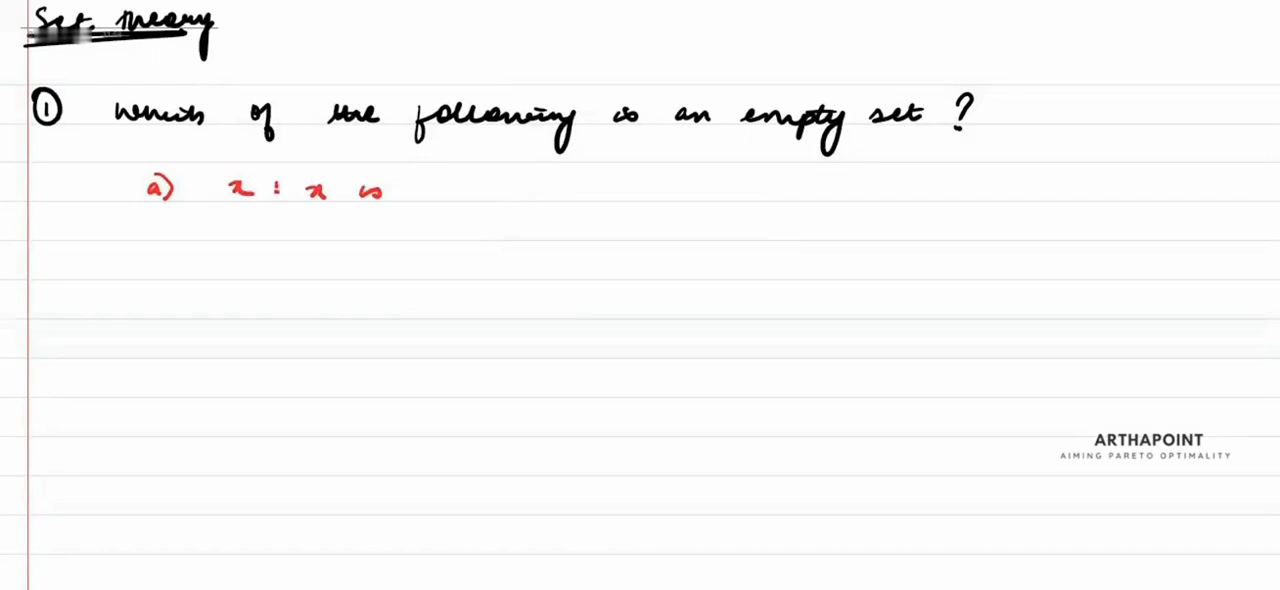 Set theory
① which of the following is an empty set ?
a) x : x is
ARTHAPOINT
AIMING PARETO OPTIMALITY